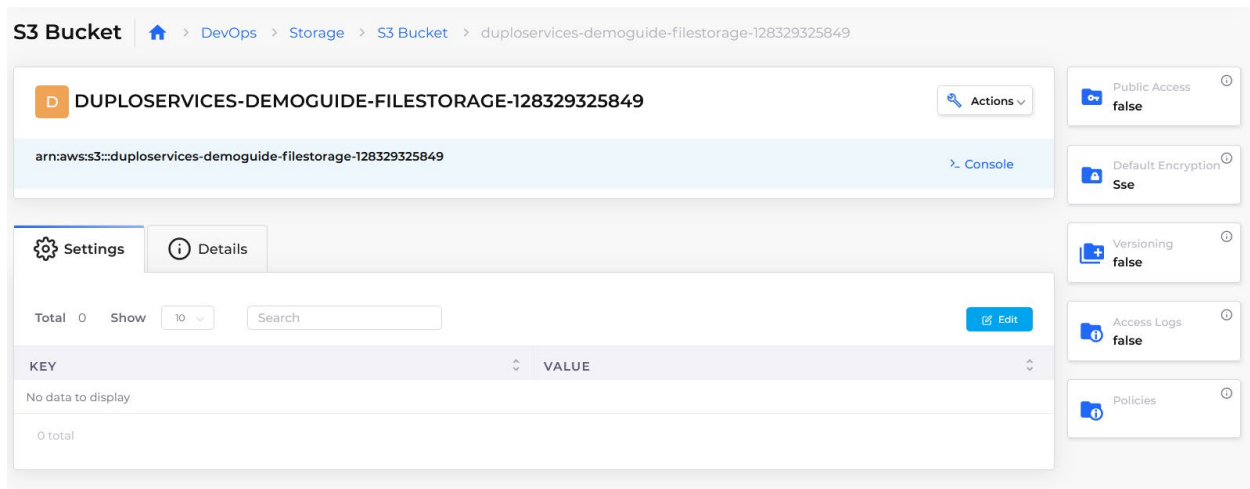 S3 Bucket > DevOps > Storage > S3 Bucket > duploservices-demoguide-filestorage-128329325849
D DUPLOSERVICES-DEMOGUIDE-FILESTORAGE-128329325849
Actions
arn:aws:s3:::duploservices-demoguide-filestorage-128329325849
>_ Console
Settings
Details
Total 0 Show 10 Search
Edit
KEY VALUE
No data to display
0 total
Public Access
false
Default Encryption
Sse
Versioning
false
Access Logs
false
Policies